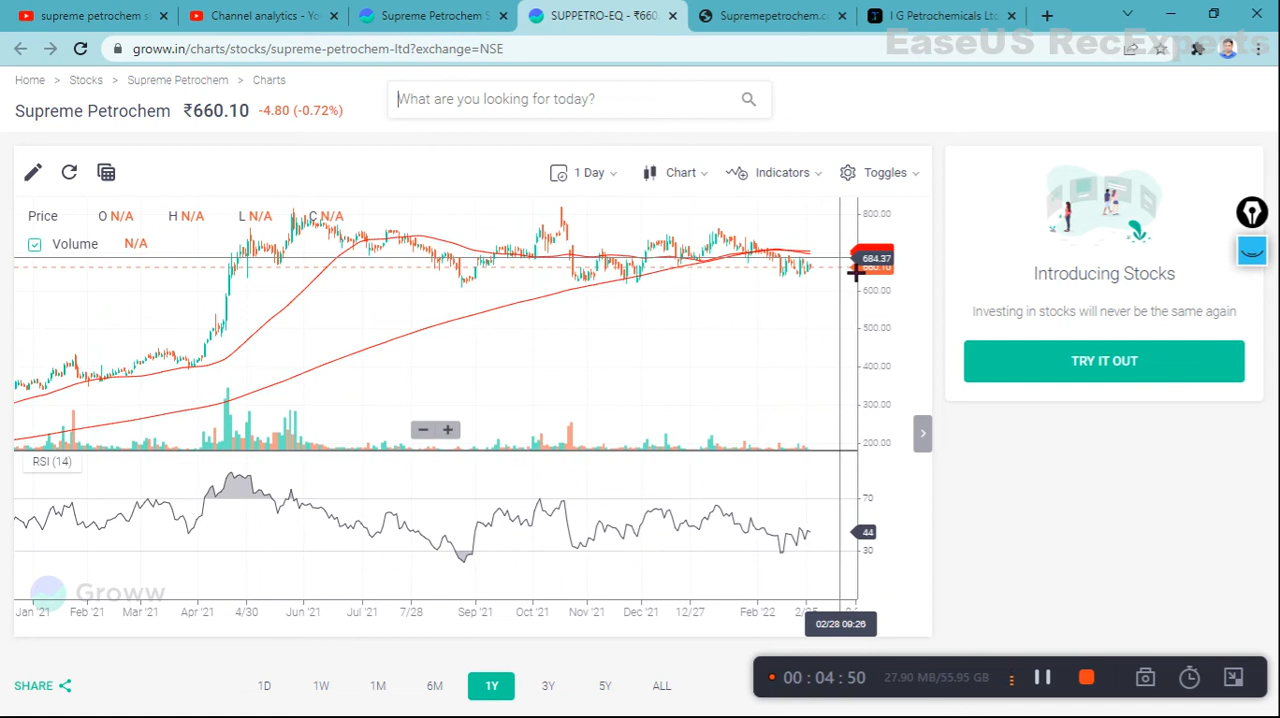 supreme petrochem s
Channel analytics - Yo
Supreme Petrochem S
SUPPETRO-EQ - ₹660.
Supremepetrochem.c
I G Petrochemicals Ltd
groww.in/charts/stocks/supreme-petrochem-ltd?exchange=NSE
EaseUS RecExperts
Home > Stocks > Supreme Petrochem > Charts
Supreme Petrochem ₹660.10 -4.80 (-0.72%)
What are you looking for today?
1 Day Chart Indicators Toggles
Price O N/A H N/A L N/A C N/A
Volume N/A
800.00
684.37
660.10
600.00
500.00
400.00
300.00
200.00
RSI (14)
70
44
30
Groww
Jan '21 Feb '21 Mar '21 Apr '21 4/30 Jun '21 Jul '21 7/28 Sep '21 Oct '21 Nov '21 Dec '21 12/27 Feb '22
02/28 09:26
Introducing Stocks
Investing in stocks will never be the same again
TRY IT OUT
SHARE 1D 1W 1M 6M 1Y 3Y 5Y ALL
00 : 04 : 50 27.90 MB/55.95 GB